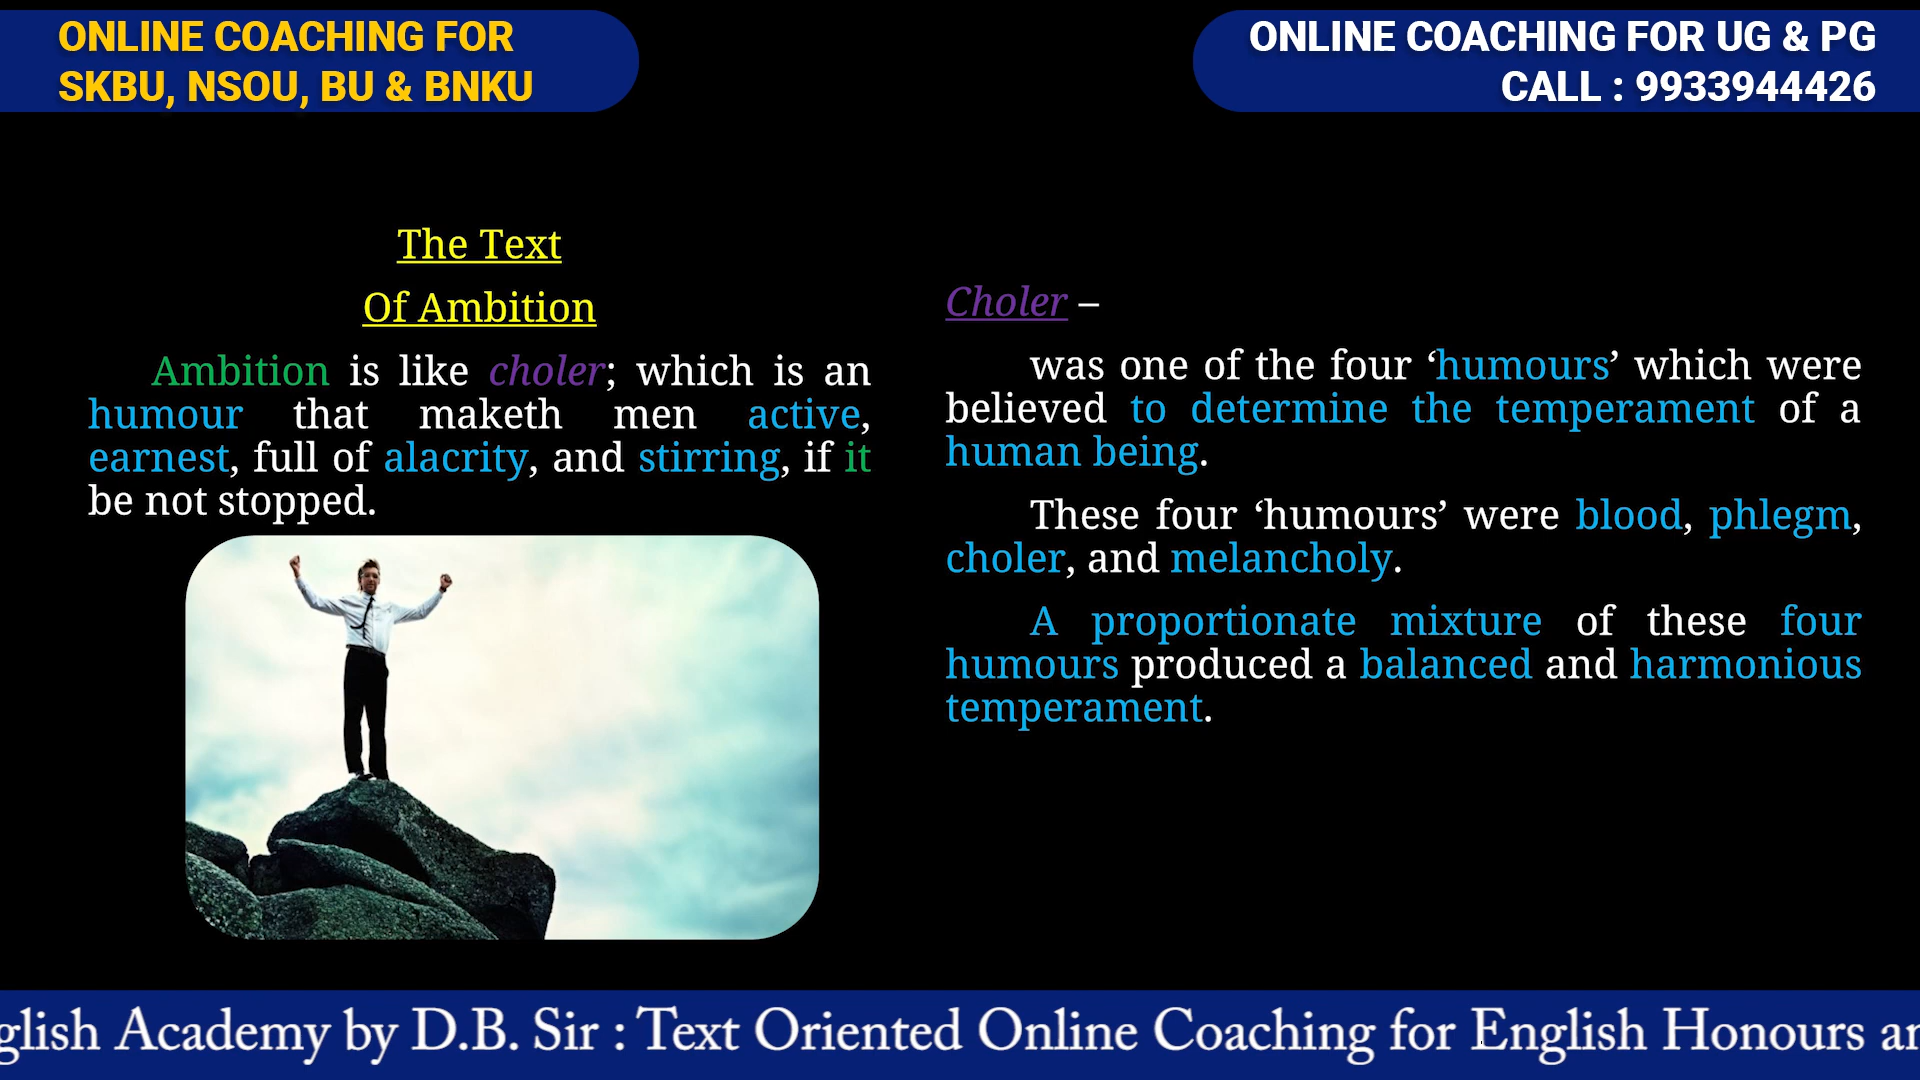 ONLINE COACHING FOR
SKBU, NSOU, BU & BNKU
ONLINE COACHING FOR UG & PG
CALL : 9933944426
The Text
Of Ambition
Ambition is like choler; which is an
humour that maketh men active,
earnest, full of alacrity, and stirring, if it
be not stopped.
Choler –
was one of the four ‘humours’ which were
believed to determine the temperament of a
human being.
These four ‘humours’ were blood, phlegm,
choler, and melancholy.
A proportionate mixture of these four
humours produced a balanced and harmonious
temperament.
glish Academy by D.B. Sir : Text Oriented Online Coaching for English Honours an